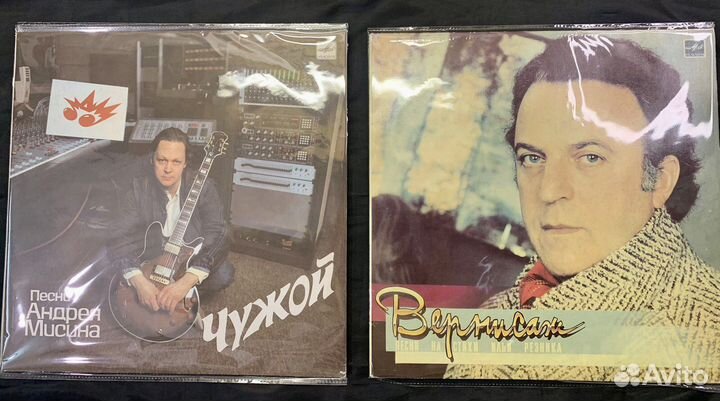 Песни
Андрея
Мисина
ЧУЖОЙ
Вернисаж
ПЕСНИ НА СТИХИ ИЛЬИ РЕЗНИКА
Avito